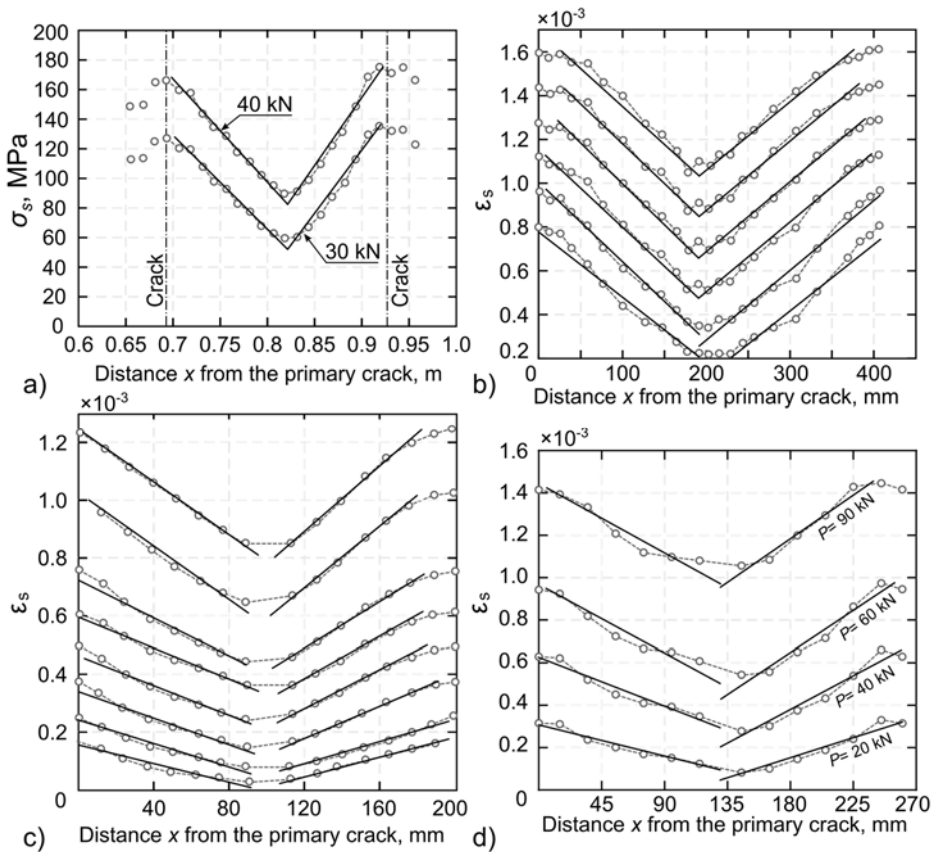 200
180
160
140
120
100
80
60
40
20
0
σs, MPa
40 kN
30 kN
Crack
Crack
0.6 0.65 0.7 0.75 0.8 0.85 0.9 0.95 1.0
a) Distance x from the primary crack, m
×10-3
1.6
1.4
1.2
1.0
0.8
0.6
0.4
0.2
εs
0 100 200 300 400
b) Distance x from the primary crack, mm
×10-3
1.2
1.0
0.8
0.6
0.4
0.2
0
εs
40 80 120 160 200
c) Distance x from the primary crack, mm
×10-3
1.6
1.4
1.2
1.0
0.8
0.6
0.4
0.2
0
εs
P= 90 kN
P= 60 kN
P= 40 kN
P= 20 kN
45 90 135 180 225 270
d) Distance x from the primary crack, mm